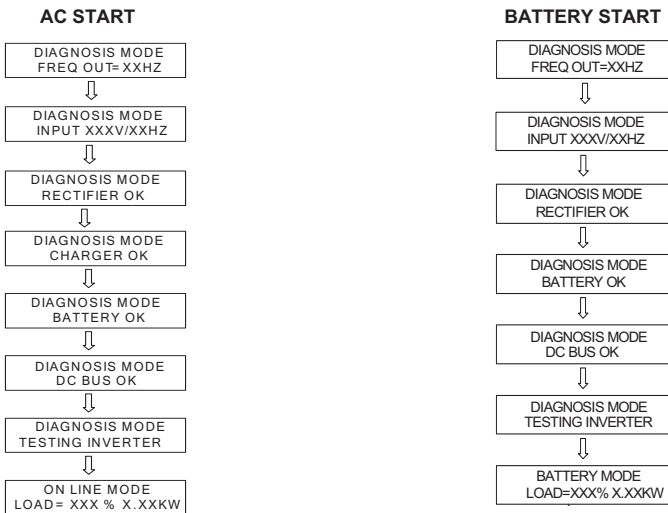 AC START
DIAGNOSIS MODE
FREQ OUT= XXHZ
DIAGNOSIS MODE
INPUT XXXV/XXHZ
DIAGNOSIS MODE
RECTIFIER OK
DIAGNOSIS MODE
CHARGER OK
DIAGNOSIS MODE
BATTERY OK
DIAGNOSIS MODE
DC BUS OK
DIAGNOSIS MODE
TESTING INVERTER
ON LINE MODE
LOAD= XXX % X.XXKW
BATTERY START
DIAGNOSIS MODE
FREQ OUT=XXHZ
DIAGNOSIS MODE
INPUT XXXV/XXHZ
DIAGNOSIS MODE
RECTIFIER OK
DIAGNOSIS MODE
BATTERY OK
DIAGNOSIS MODE
DC BUS OK
DIAGNOSIS MODE
TESTING INVERTER
BATTERY MODE
LOAD=XXX% X.XXKW